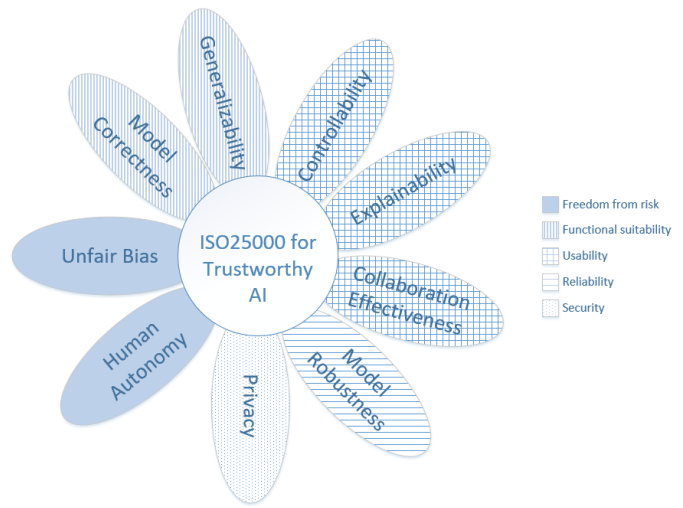 Generalizability
Controllability
Model
Correctness
Explainability
Unfair Bias
ISO25000 for
Trustworthy
AI
Collaboration
Effectiveness
Human
Autonomy
Privacy
Model
Robustness
Freedom from risk
Functional suitability
Usability
Reliability
Security